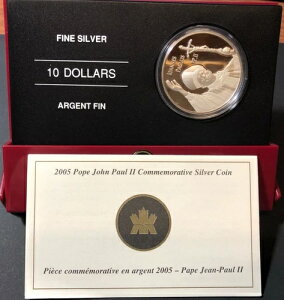 FINE SILVER
10 DOLLARS
ARGENT FIN
2005 Pope John Paul II Commemorative Silver Coin
Pièce commémorative en argent 2005 – Pape Jean-Paul II